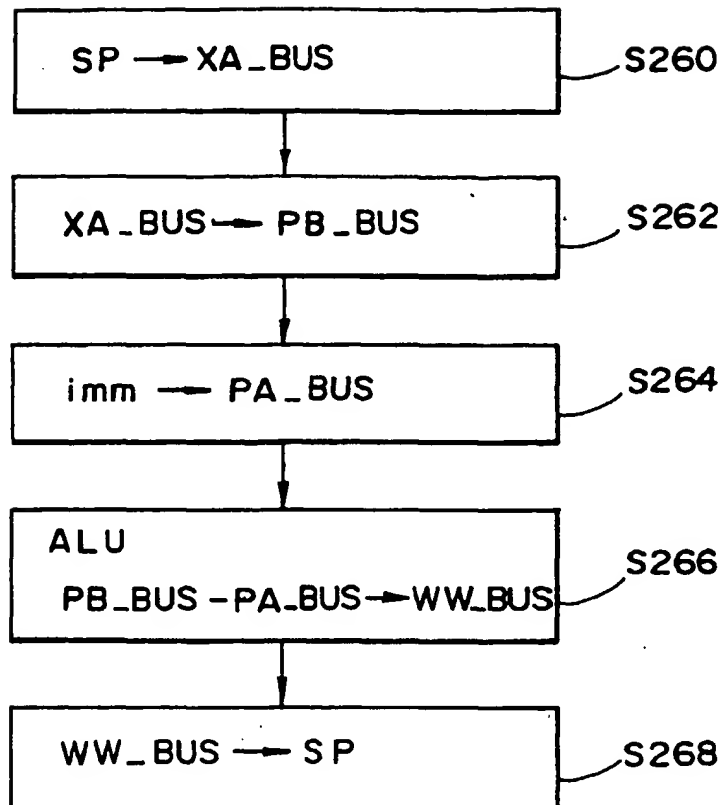 SP → XA_BUS
S260
XA_BUS → PB_BUS
S262
imm → PA_BUS
S264
ALU
PB_BUS - PA_BUS → WW_BUS
S266
WW_BUS → SP
S268